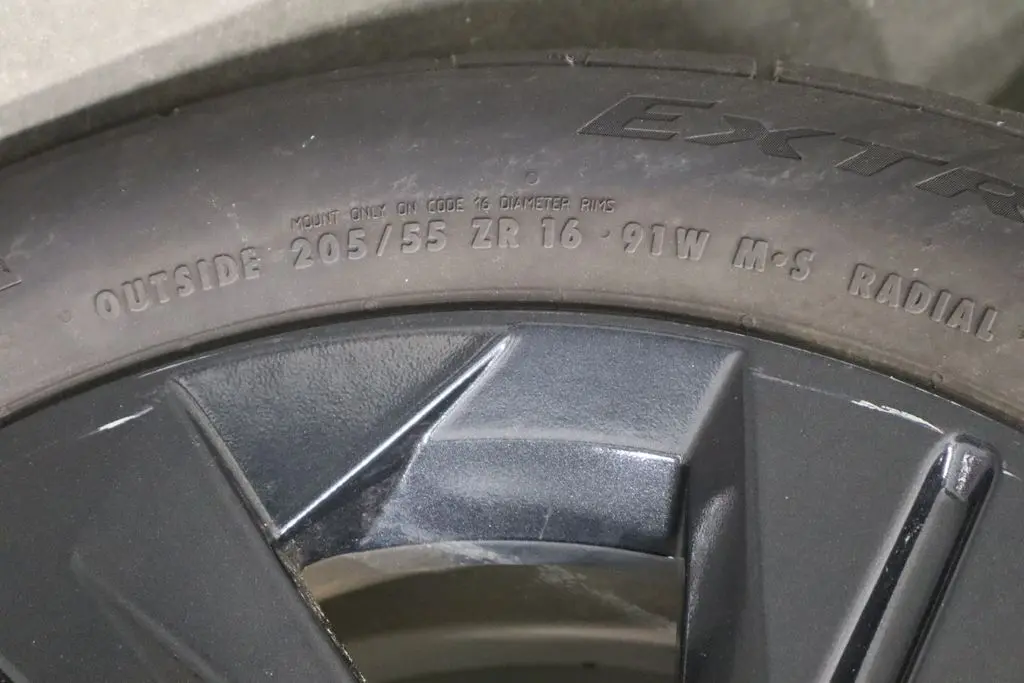 EXTR
MOUNT ONLY ON CODE 16 DIAMETER RIMS
OUTSIDE 205/55 ZR 16 · 91W M·S RADIAL